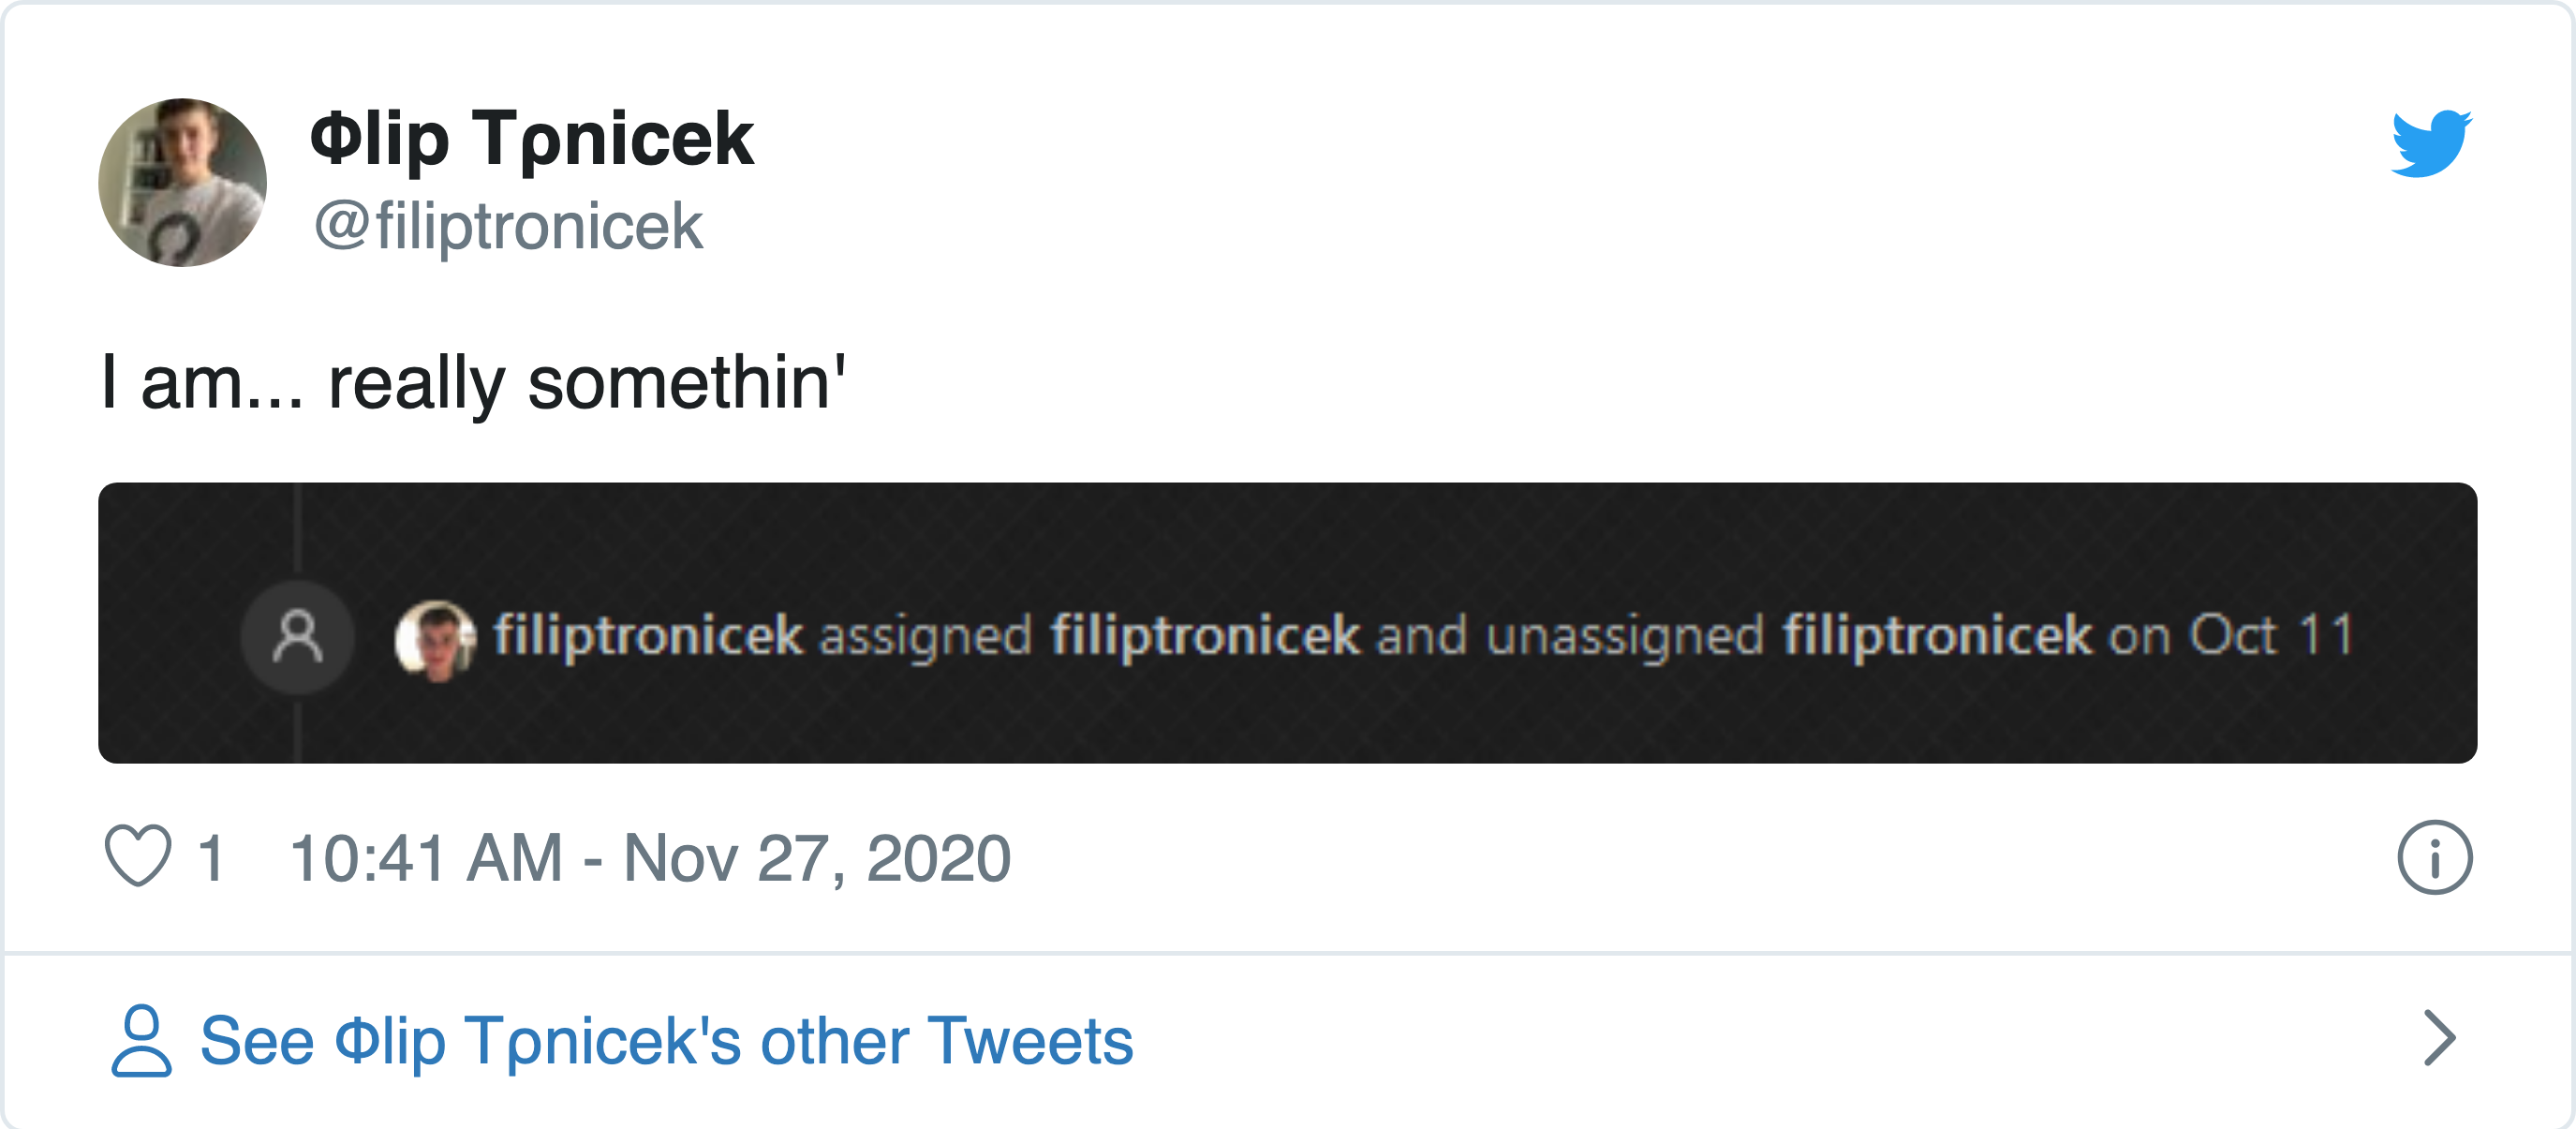 Φlip Tρnicek
@filiptronicek
I am... really somethin'
filiptronicek assigned filiptronicek and unassigned filiptronicek on Oct 11
1 10:41 AM - Nov 27, 2020
See Φlip Tρnicek's other Tweets